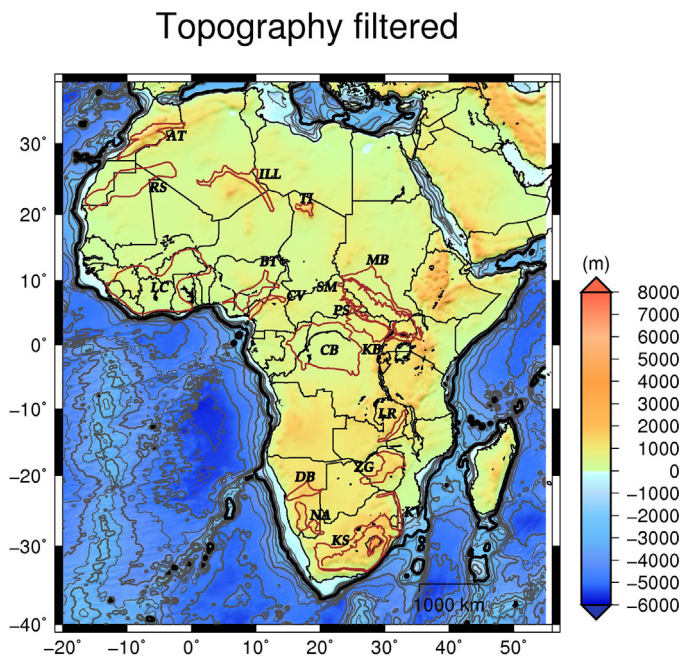 Topography filtered
30°
20°
10°
0°
−10°
−20°
−30°
−40°
−20°
−10°
0°
10°
20°
30°
40°
50°
AT
RS
ILL
TI
BT
MB
LC
CV
SM
PS
CB
KB
LR
ZG
DB
NA
KV
KS
1000 km
(m)
8000
7000
6000
5000
4000
3000
2000
1000
0
−1000
−2000
−3000
−4000
−5000
−6000